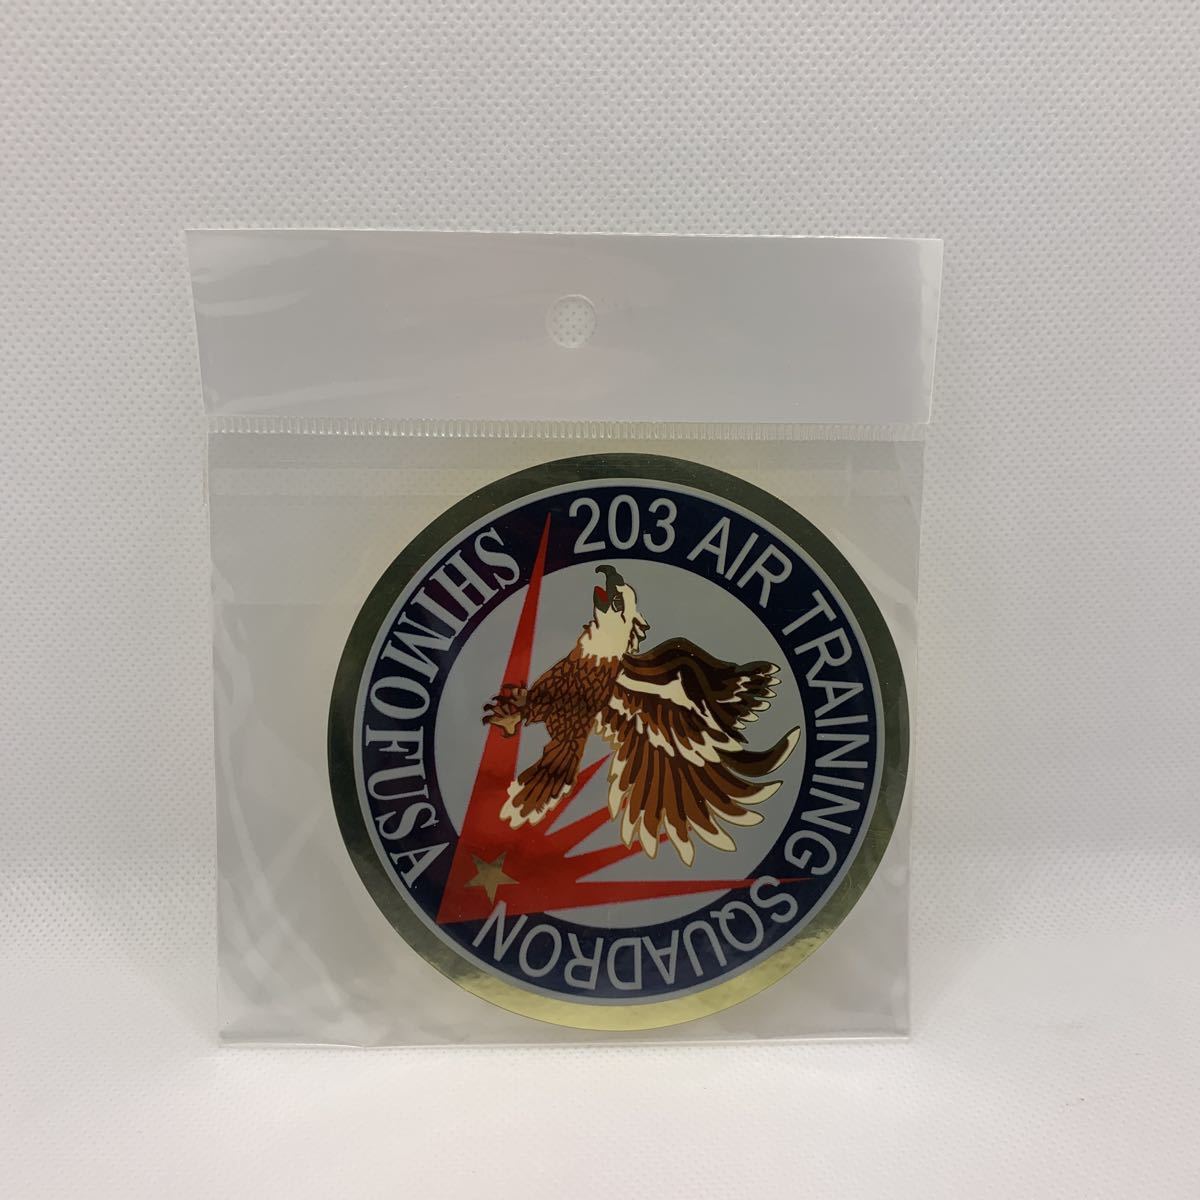 203 AIR TRAINING SQUADRON
SHIMOFUSA